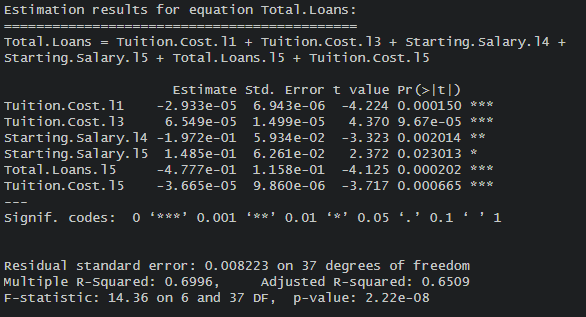 Estimation results for equation Total.Loans:
============================================
Total.Loans = Tuition.Cost.l1 + Tuition.Cost.l3 + Starting.Salary.l4 +
Starting.Salary.l5 + Total.Loans.l5 + Tuition.Cost.l5
Estimate Std. Error t value Pr(>|t|)
Tuition.Cost.l1 -2.933e-05 6.943e-06 -4.224 0.000150 ***
Tuition.Cost.l3 6.549e-05 1.499e-05 4.370 9.67e-05 ***
Starting.Salary.l4 -1.972e-01 5.934e-02 -3.323 0.002014 **
Starting.Salary.l5 1.485e-01 6.261e-02 2.372 0.023013 *
Total.Loans.l5 -4.777e-01 1.158e-01 -4.125 0.000202 ***
Tuition.Cost.l5 -3.665e-05 9.860e-06 -3.717 0.000665 ***
---
Signif. codes: 0 ‘***’ 0.001 ‘**’ 0.01 ‘*’ 0.05 ‘.’ 0.1 ‘ ’ 1
Residual standard error: 0.008223 on 37 degrees of freedom
Multiple R-Squared: 0.6996, Adjusted R-squared: 0.6509
F-statistic: 14.36 on 6 and 37 DF, p-value: 2.22e-08